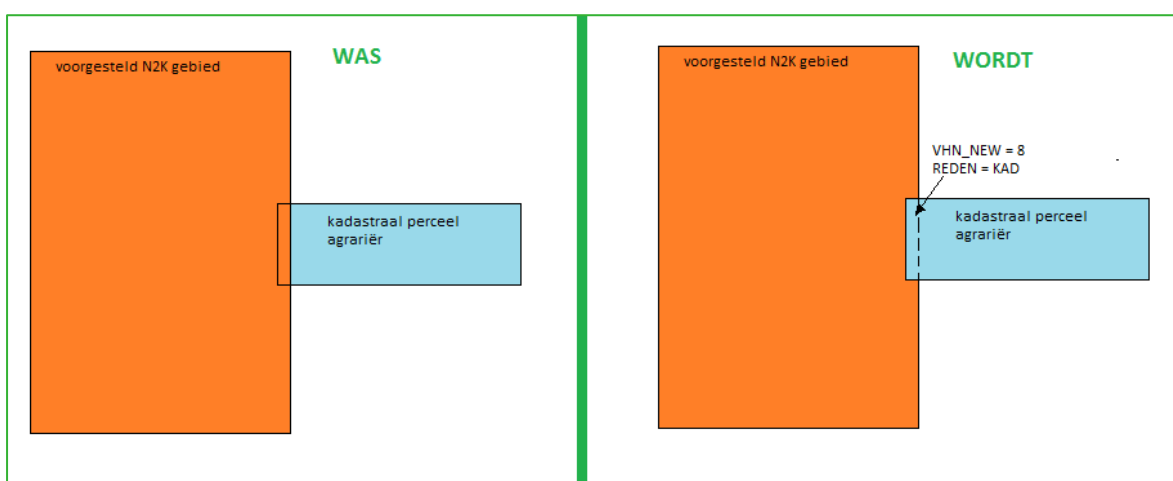 WAS
voorgesteld N2K gebied
kadastraal perceel
agrariër
WORDT
voorgesteld N2K gebied
VHN_NEW = 8
REDEN = KAD
kadastraal perceel
agrariër